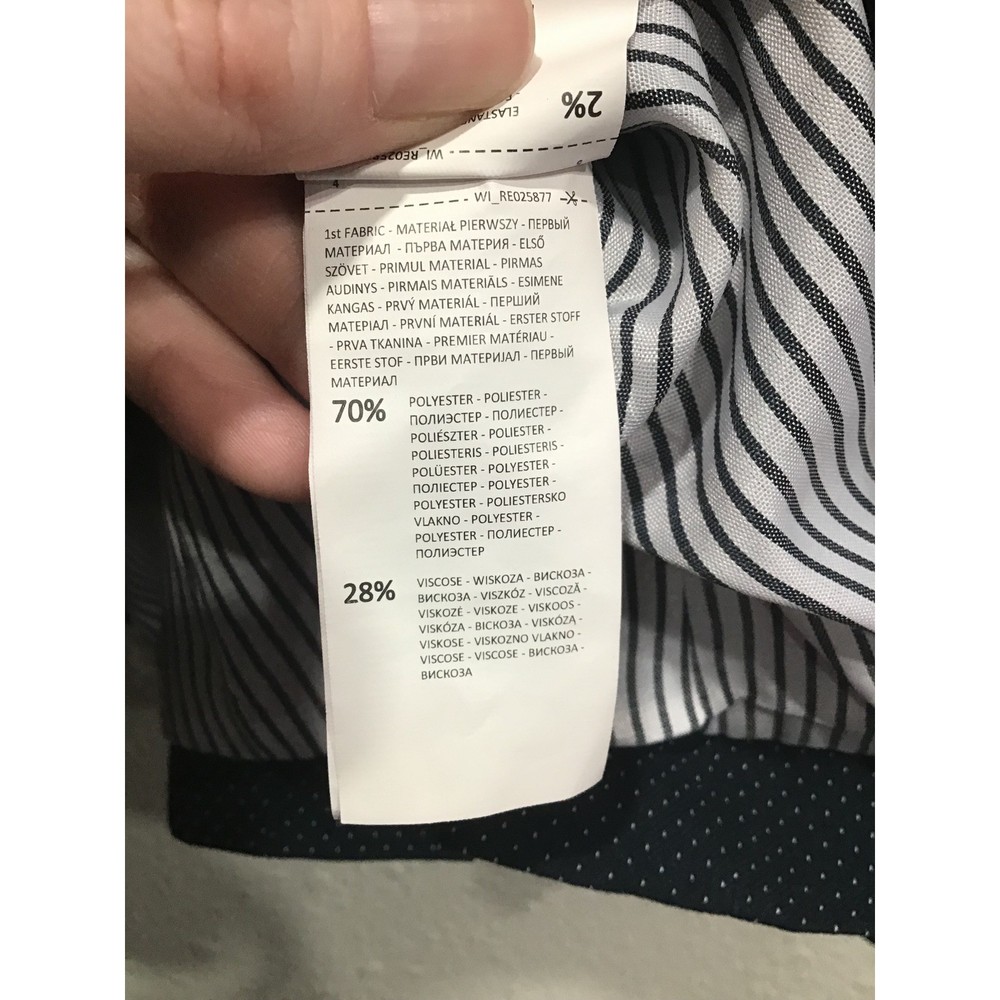 2%
ELASTAN
WI_RE025
4
WI_RE025877
1st FABRIC - MATERIAŁ PIERWSZY - ПЕРВЫЙ
МАТЕРИАЛ - ПЪРВА МАТЕРИЯ - ELSŐ
SZÖVET - PRIMUL MATERIAL - PIRMAS
AUDINYS - PIRMAIS MATERIĀLS - ESIMENE
KANGAS - PRVÝ MATERIÁL - ПЕРШИЙ
МАТЕРІАЛ - PRVNÍ MATERIÁL - ERSTER STOFF
- PRVA TKANINA - PREMIER MATÉRIAU -
EERSTE STOF - ПРВИ МАТЕРИЈАЛ - ПЕРВЫЙ
МАТЕРИАЛ
70% POLYESTER - POLIESTER -
ПОЛИЭСТЕР - ПОЛИЕСТЕР -
POLIÉSZTER - POLIESTER -
POLIESTERIS - POLIESTERIS -
POLÜESTER - POLYESTER -
ПОЛІЕСТЕР - POLYESTER -
POLYESTER - POLIESTERSKO
VLAKNO - POLYESTER -
POLYESTER - ПОЛИЕСТЕР -
ПОЛИЭСТЕР
28% VISCOSE - WISKOZA - ВИСКОЗА -
ВИСКОЗА - VISZKÓZ - VISCOZĂ -
VISKOZĖ - VISKOZE - VISKOOS -
VISKÓZA - ВІСКОЗА - VISKÓZA -
VISKOSE - VISKOZNO VLAKNO -
VISCOSE - VISCOSE - ВИСКОЗА -
ВИСКОЗА